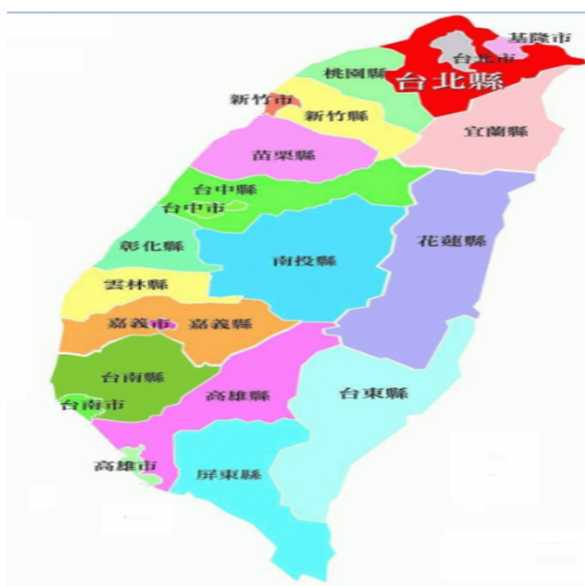 基隆市
台北市
桃園縣
台北縣
新竹市
新竹縣
宜蘭縣
苗栗縣
台中縣
台中市
彰化縣
花蓮縣
南投縣
雲林縣
嘉義市
嘉義縣
台南縣
台南市
高雄縣
台東縣
高雄市
屏東縣